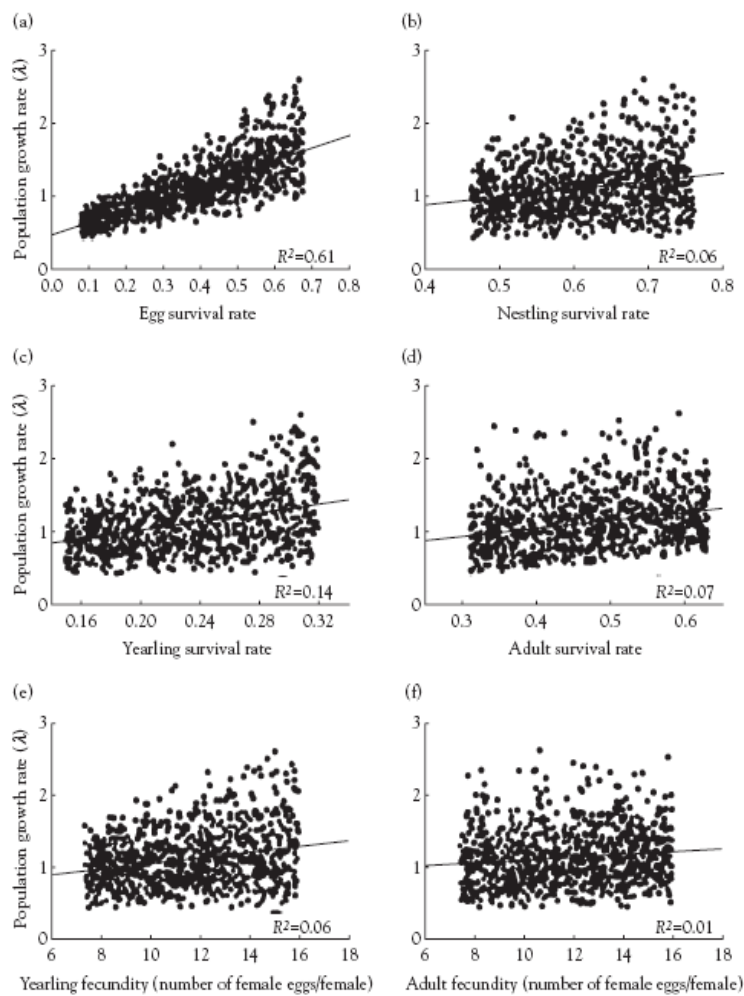 (a)
Population growth rate (λ)
3
2
1
0
0.0 0.1 0.2 0.3 0.4 0.5 0.6 0.7 0.8
R²=0.61
Egg survival rate
(b)
3
2
1
0
0.4 0.5 0.6 0.7 0.8
R²=0.06
Nestling survival rate
(c)
Population growth rate (λ)
3
2
1
0
0.16 0.20 0.24 0.28 0.32
R²=0.14
Yearling survival rate
(d)
3
2
1
0
0.3 0.4 0.5 0.6
R²=0.07
Adult survival rate
(e)
Population growth rate (λ)
3
2
1
0
6 8 10 12 14 16 18
R²=0.06
Yearling fecundity (number of female eggs/female)
(f)
3
2
1
0
6 8 10 12 14 16 18
R²=0.01
Adult fecundity (number of female eggs/female)